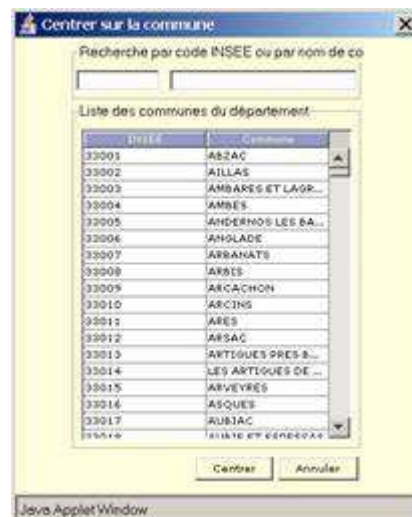 Centrer sur la commune
Recherche par code INSEE ou par nom de co
Liste des communes du département
INSEE Commune
33001 ABZAC
33002 AILLAS
33003 AMBARES ET LAGR...
33004 AMBES
33005 ANDERNOS LES BA...
33006 ANGLADE
33007 ARBANATS
33008 ARBIS
33009 ARCACHON
33010 ARCINS
33011 ARES
33012 ARSAC
33013 ARTIGUES PRES B...
33014 LES ARTIGUES DE ...
33015 ARVEYRES
33016 ASQUES
33017 AUBIAC
Centrer Annuler
Java Applet Window